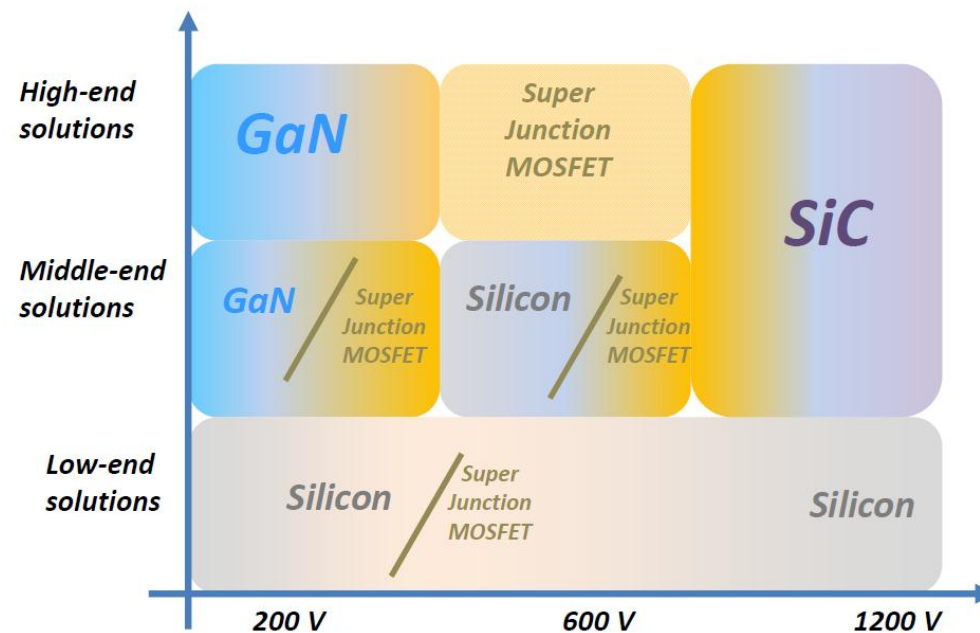 High-end
solutions
GaN
Super
Junction
MOSFET
SiC
Middle-end
solutions
GaN
Super
Junction
MOSFET
Silicon
Super
Junction
MOSFET
Low-end
solutions
Silicon
Super
Junction
MOSFET
Silicon
200 V
600 V
1200 V